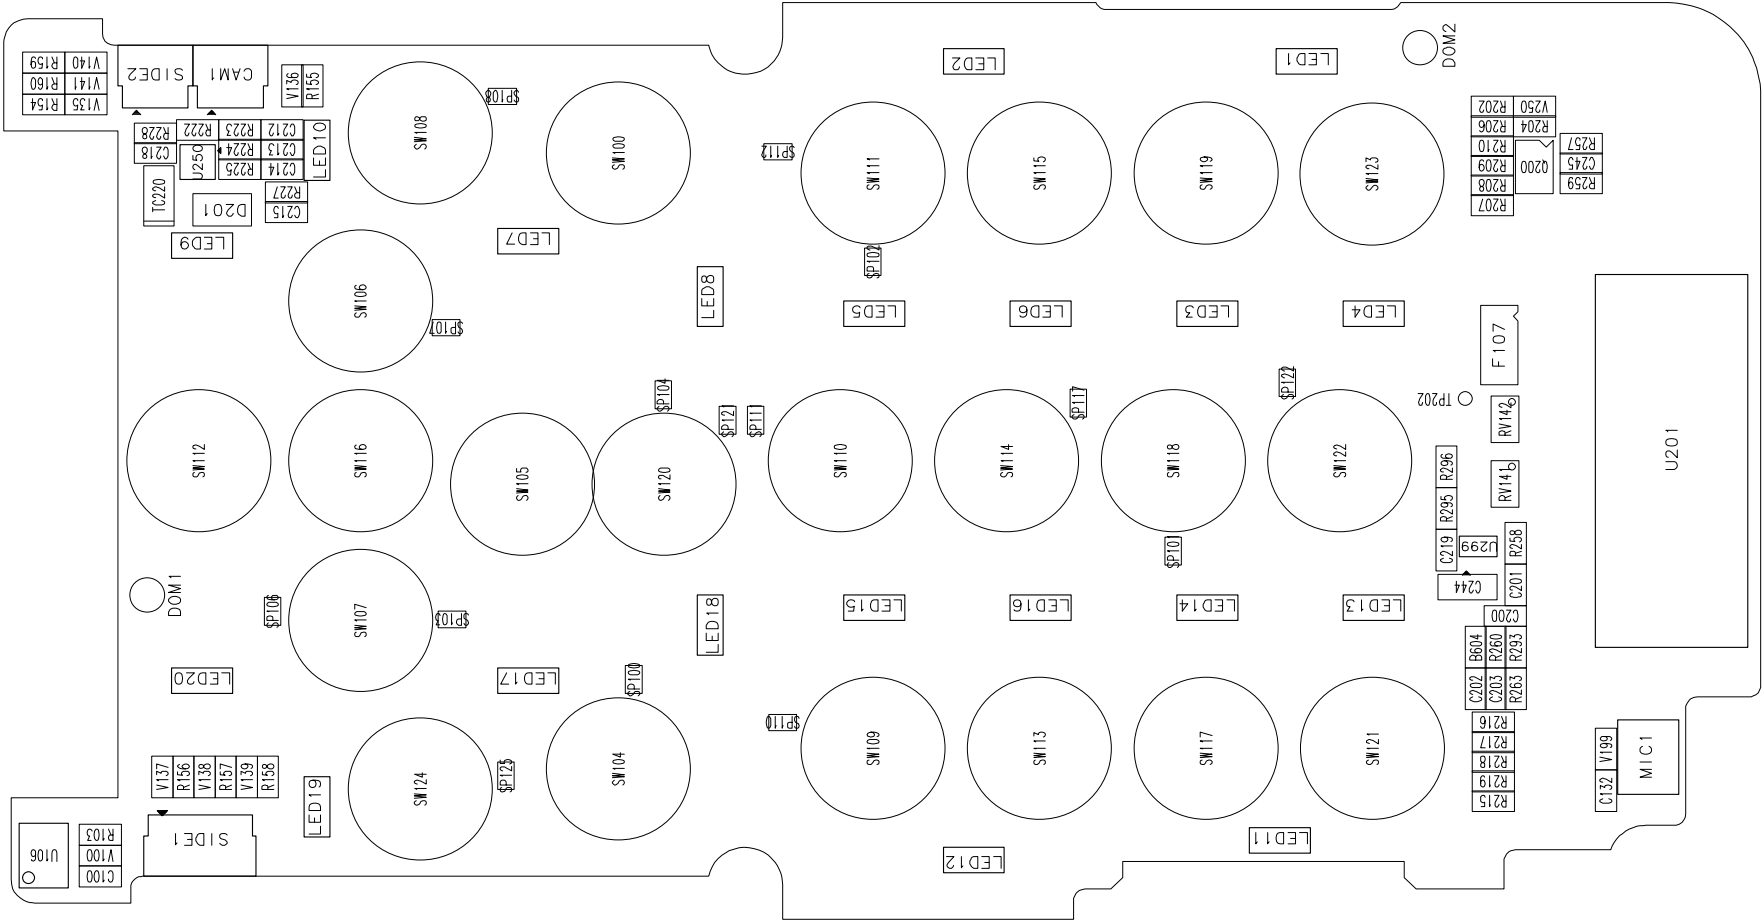 R159 V140
R160 V141
R154 V135
SIDE2
CAM1
V136
R155
SP108
SW108
SW100
LED2
LED1
DOM2
R228
C218
R222 R223 C212
R224 C213
R225 C214
U250
LED10
TC220
D201
R227
C215
LED9
LED7
SP112
SW111
SW115
SW119
SW123
SP102
R202 V250
R206 R204
R210
R209
R208
R207
Q200
R257
C245
R259
SW106
SP107
LED8
LED5
LED6
LED3
LED4
F107
U201
SW112
SW116
SW105
SW120
SP104
SP121
SP11
SW110
SW114
SP117
SW118
SP122
SW122
TP202
RV142
RV141
R296
R295
C219
U299
R258
C244
C201
C200
SP101
DOM1
SP106
SW107
SP103
LED18
LED15
LED16
LED14
LED13
B604
R260
R293
C202
C203
R263
LED20
LED17
SP100
SP110
SW109
SW113
SW117
SW121
R216
R217
R218
R219
R215
V199
C132
MIC1
V137
R156
V138
R157
V139
R158
LED19
SW124
SP125
SW104
SIDE1
U106
R103
V100
C100
LED12
LED11